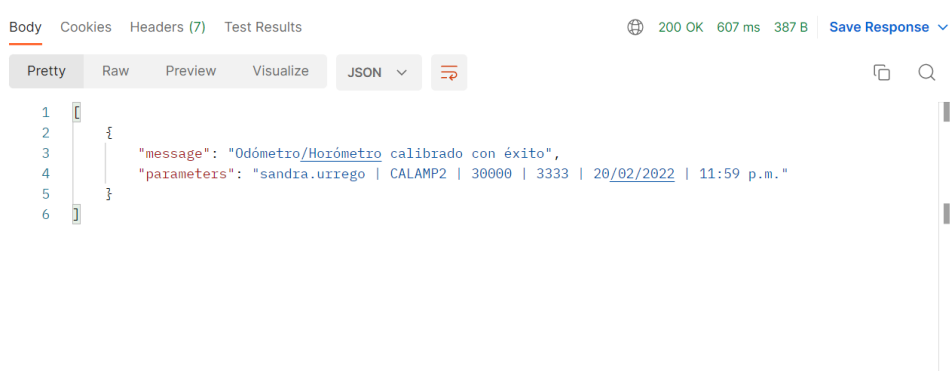 Body Cookies Headers (7) Test Results 200 OK 607 ms 387 B Save Response
Pretty Raw Preview Visualize JSON
1 [
2 {
3 "message": "Odómetro/Horómetro calibrado con éxito",
4 "parameters": "sandra.urrego | CALAMP2 | 30000 | 3333 | 20/02/2022 | 11:59 p.m."
5 }
6 ]